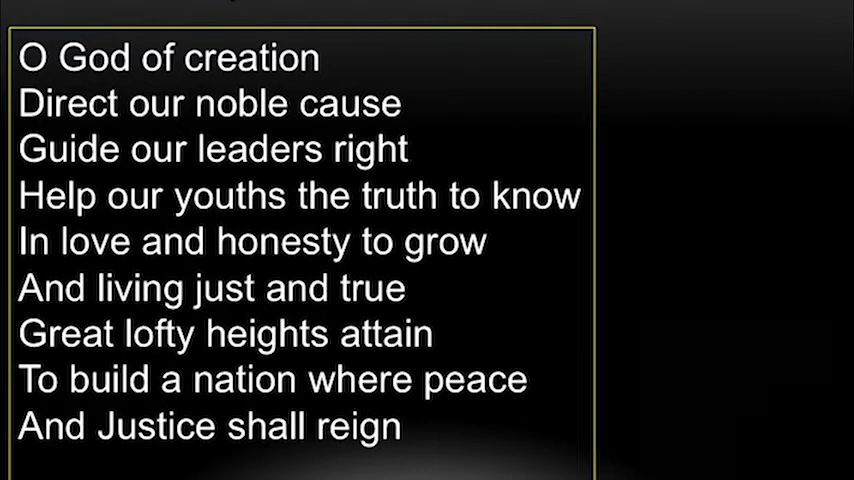 O God of creation
Direct our noble cause
Guide our leaders right
Help our youths the truth to know
In love and honesty to grow
And living just and true
Great lofty heights attain
To build a nation where peace
And Justice shall reign